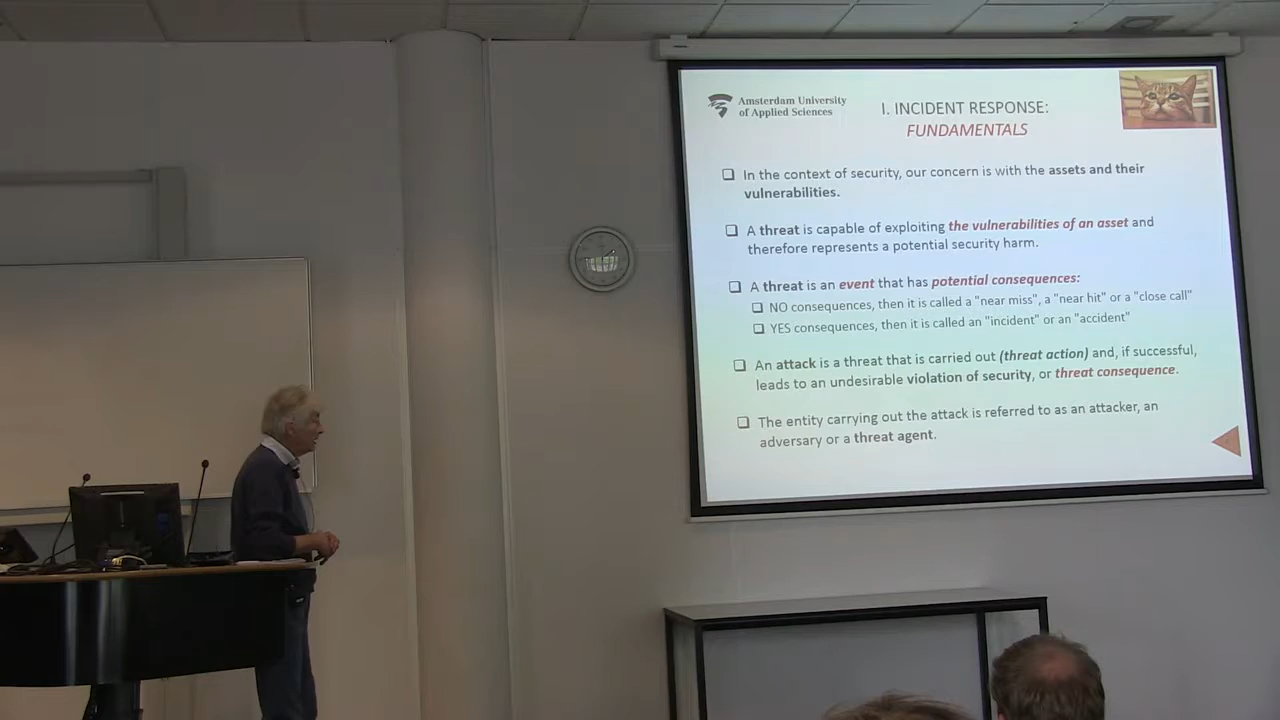 Amsterdam University
of Applied Sciences
I. INCIDENT RESPONSE:
FUNDAMENTALS
In the context of security, our concern is with the assets and their
vulnerabilities.
A threat is capable of exploiting the vulnerabilities of an asset and
therefore represents a potential security harm.
A threat is an event that has potential consequences:
NO consequences, then it is called a "near miss", a "near hit" or a "close call"
YES consequences, then it is called an "incident" or an "accident"
An attack is a threat that is carried out (threat action) and, if successful,
leads to an undesirable violation of security, or threat consequence.
The entity carrying out the attack is referred to as an attacker, an
adversary or a threat agent.